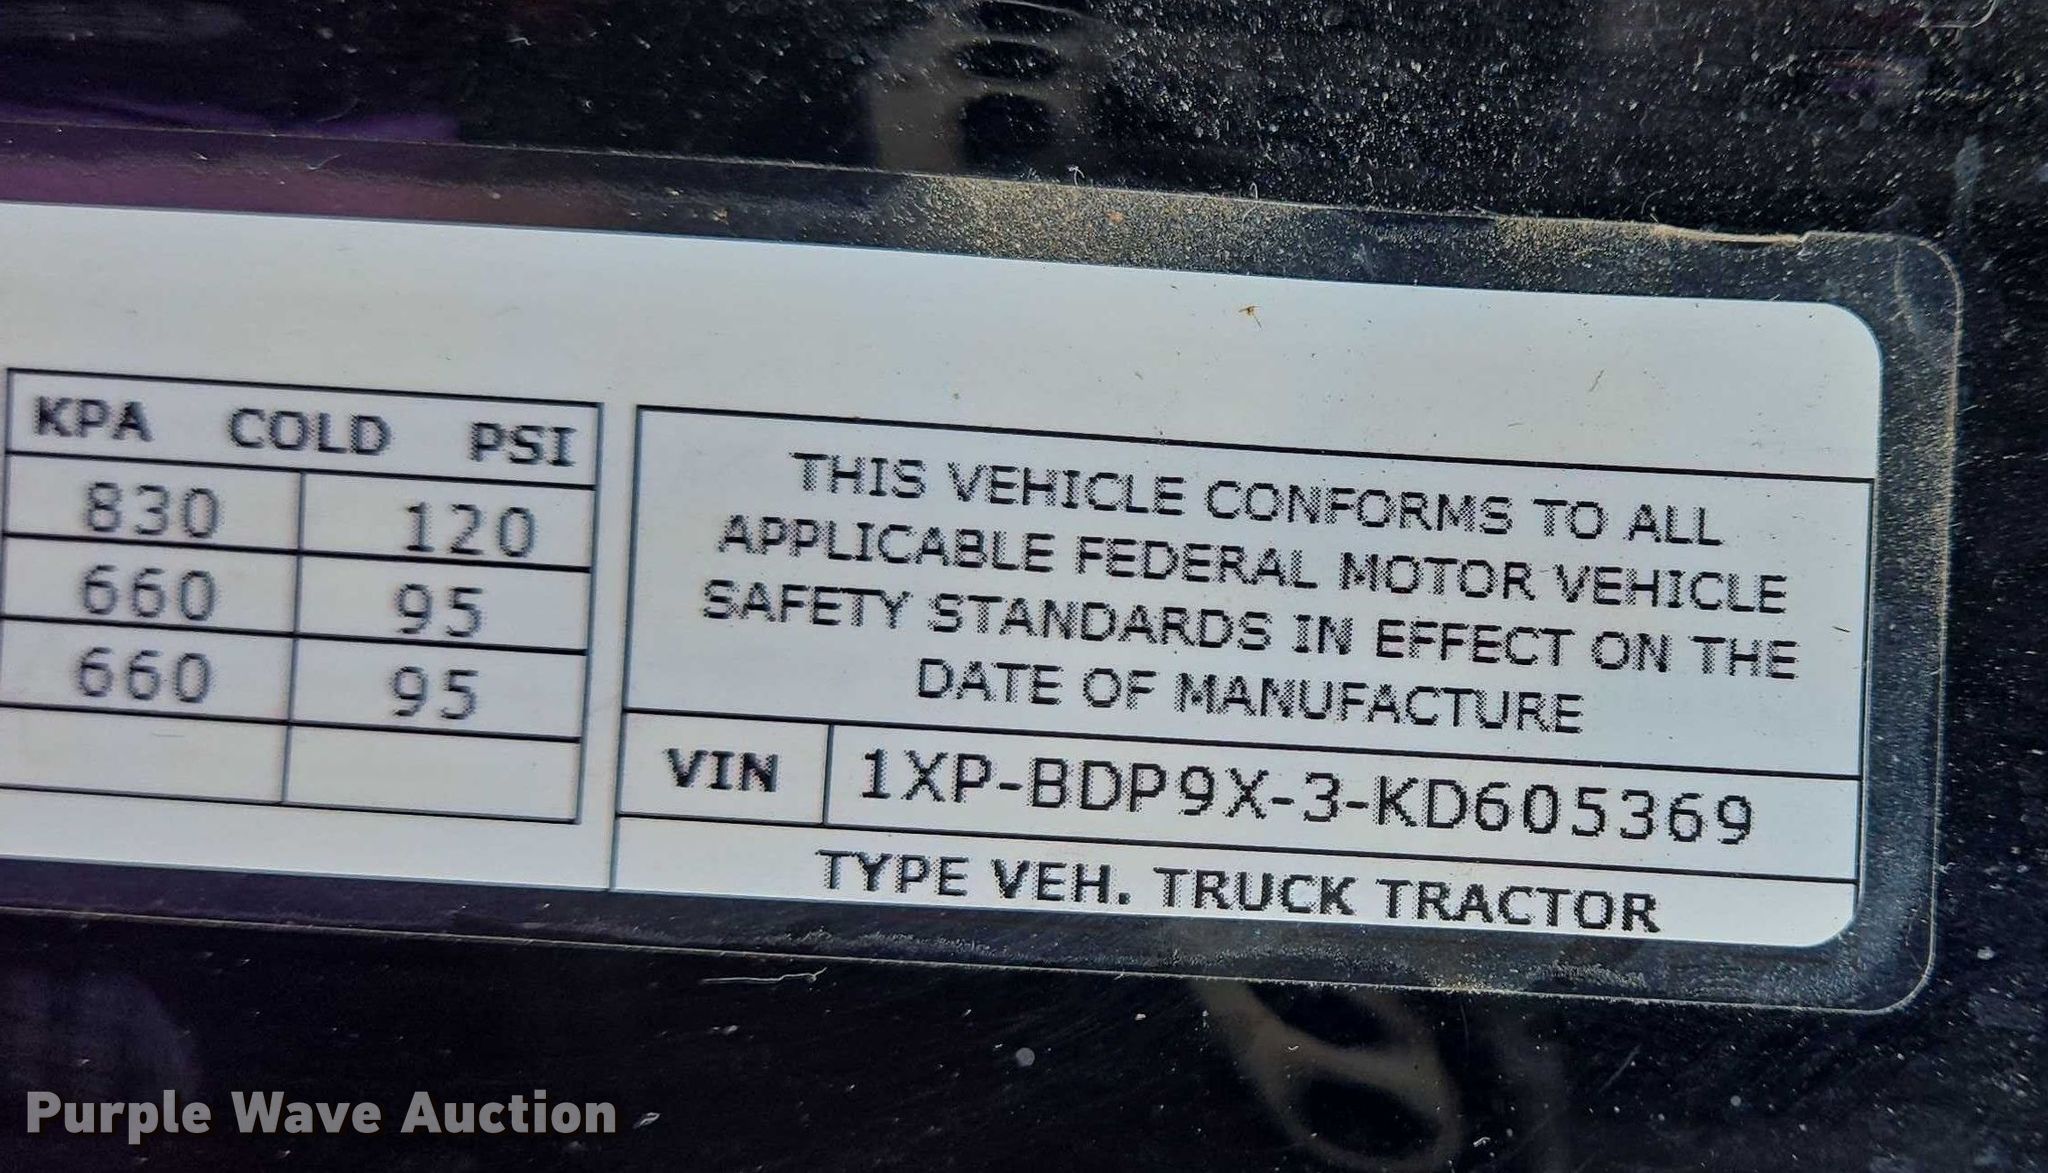 KPA COLD PSI
830 120
660 95
660 95
THIS VEHICLE CONFORMS TO ALL
APPLICABLE FEDERAL MOTOR VEHICLE
SAFETY STANDARDS IN EFFECT ON THE
DATE OF MANUFACTURE
VIN 1XP-BDP9X-3-KD605369
TYPE VEH. TRUCK TRACTOR
Purple Wave Auction